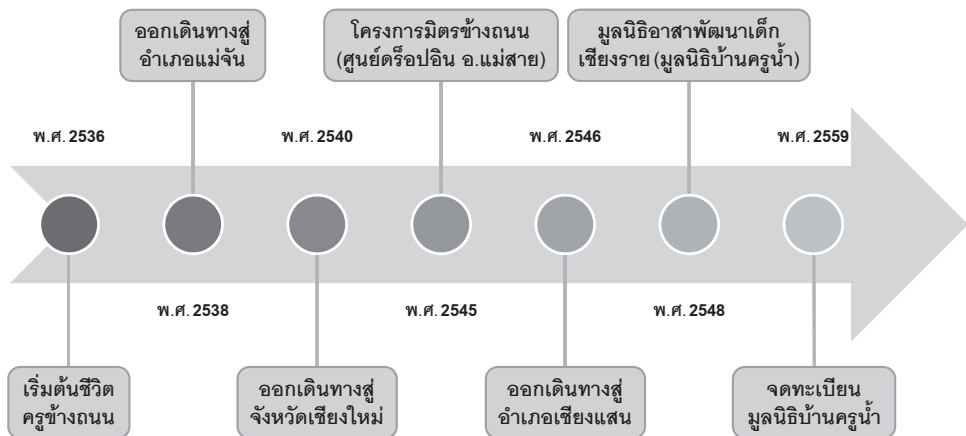 ออกเดินทางสู่
อำเภอแม่จัน
โครงการมิตรข้างถนน
(ศูนย์ดร็อปอิน อ.แม่สาย)
มูลนิธิอาสาพัฒนาเด็ก
เชียงราย (มูลนิธิบ้านครูน้ำ)
พ.ศ. 2536
พ.ศ. 2540
พ.ศ. 2546
พ.ศ. 2559
พ.ศ. 2538
พ.ศ. 2545
พ.ศ. 2548
เริ่มต้นชีวิต
ครูข้างถนน
ออกเดินทางสู่
จังหวัดเชียงใหม่
ออกเดินทางสู่
อำเภอเชียงแสน
จดทะเบียน
มูลนิธิบ้านครูน้ำ